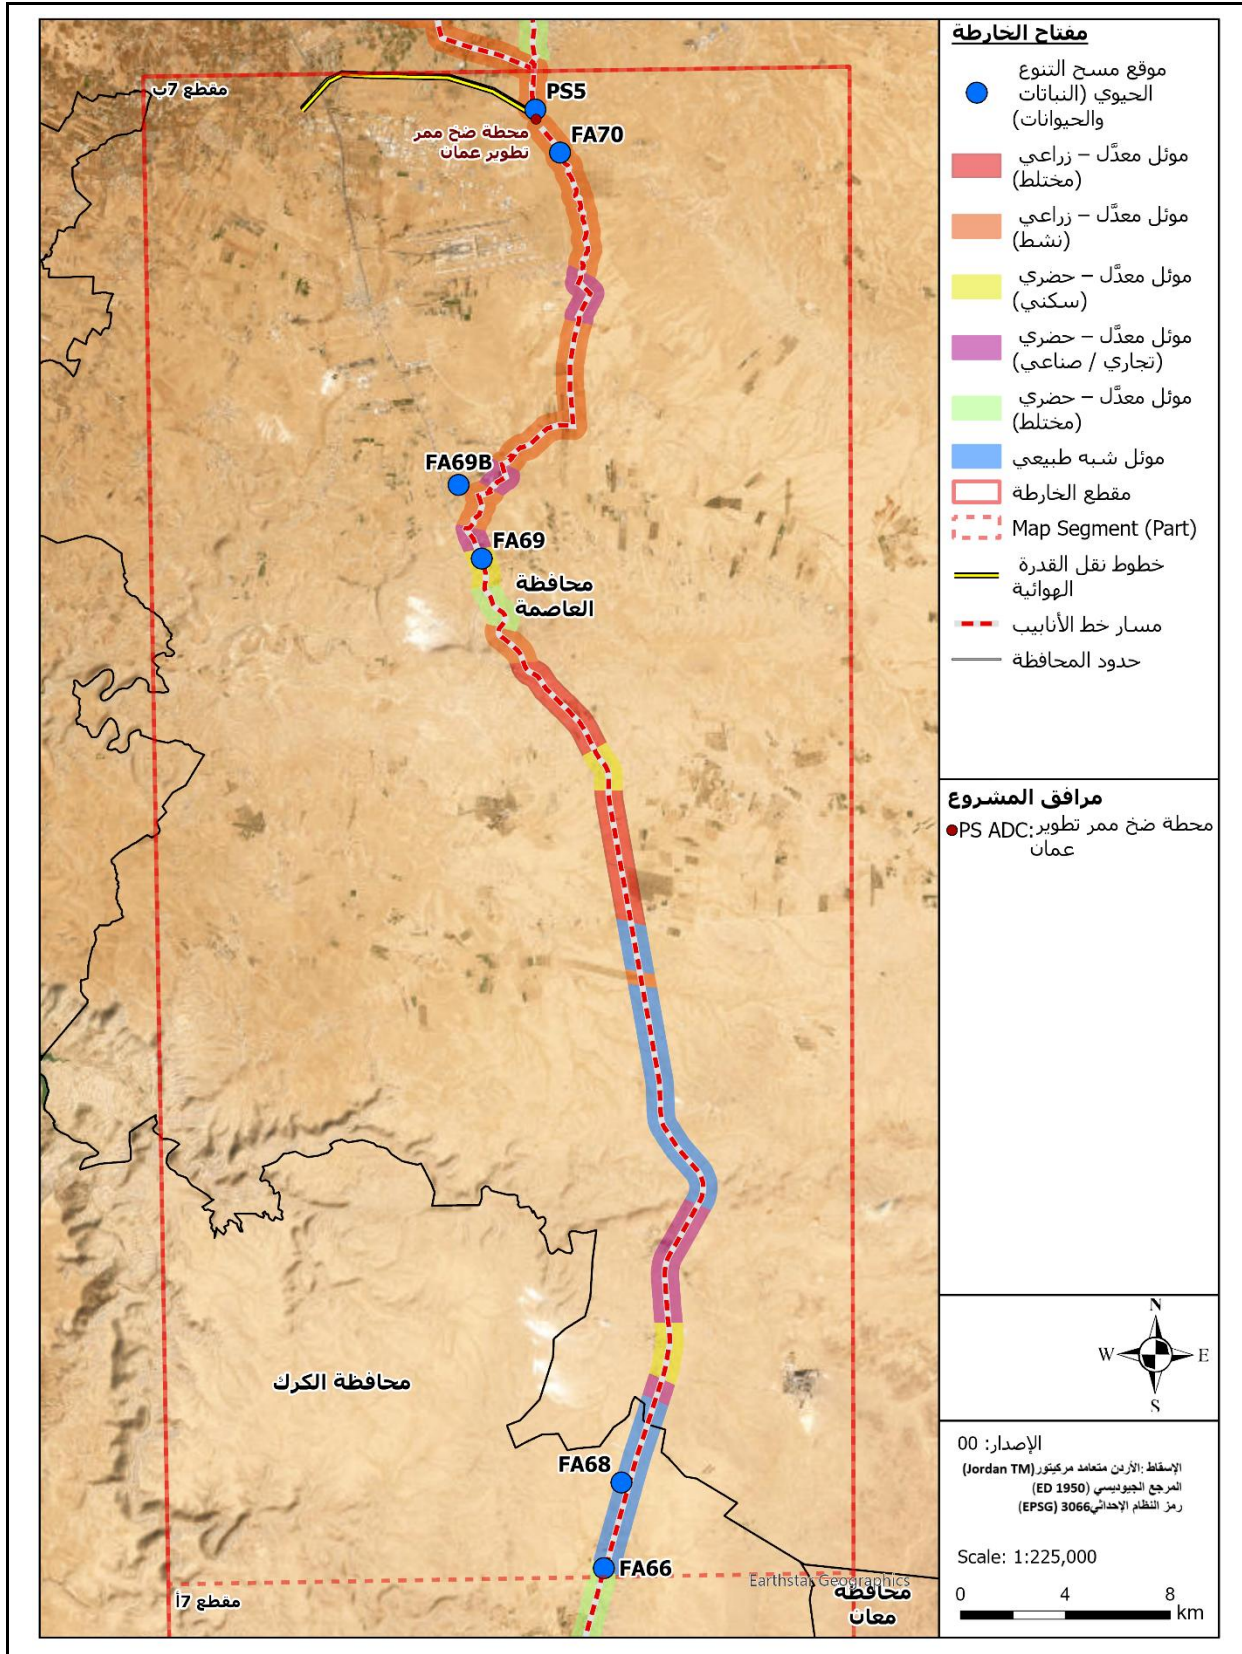 مقطع 7ب
PS5
محطة ضخ ممر
تطوير عمان
FA70
FA69B
FA69
محافظة
العاصمة
محافظة الكرك
FA68
FA66
Earthstar Geographics
محافظة
معان
مقطع 7أ
مفتاح الخارطة
موقع مسح التنوع
الحيوي (النباتات
والحيوانات)
موئل معدَّل – زراعي
(مختلط)
موئل معدَّل – زراعي
(نشط)
موئل معدَّل – حضري
(سكني)
موئل معدَّل – حضري
(تجاري / صناعي)
موئل معدَّل – حضري
(مختلط)
موئل شبه طبيعي
مقطع الخارطة
Map Segment (Part)
خطوط نقل القدرة
الهوائية
مسار خط الأنابيب
حدود المحافظة
مرافق المشروع
PS ADC: محطة ضخ ممر تطوير
عمان
N
W E
S
الإصدار: 00
الإسقاط :الأردن متعامد مركيتور (Jordan TM)
المرجع الجيوديسي (ED 1950)
رمز النظام الإحداثي3066 (EPSG)
Scale: 1:225,000
0 4 8
km